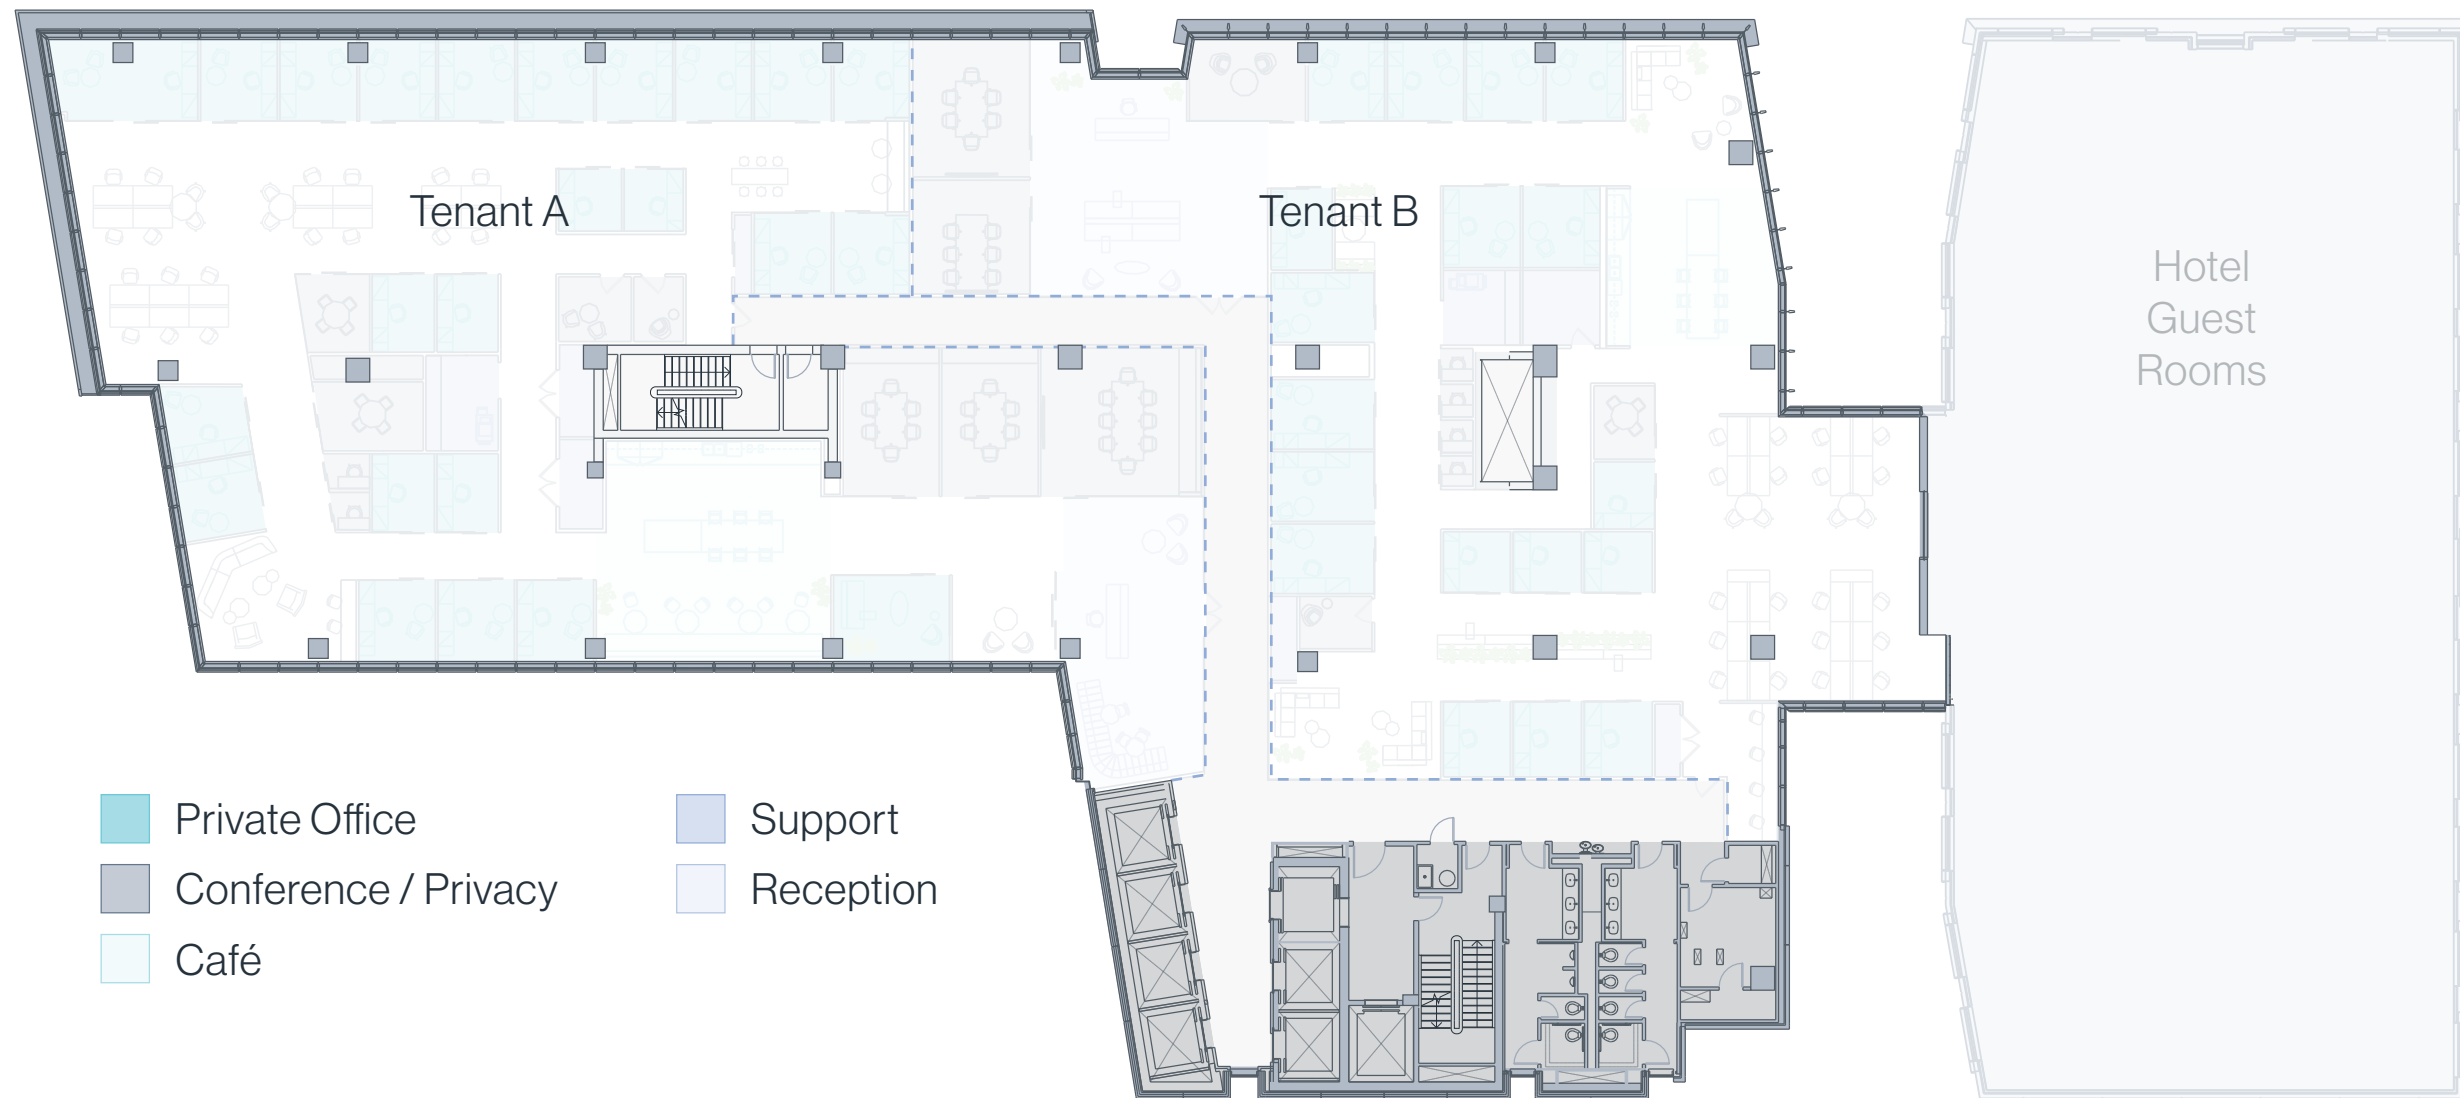 Tenant A
Tenant B
Hotel
Guest
Rooms
Private Office
Conference / Privacy
Café
Support
Reception